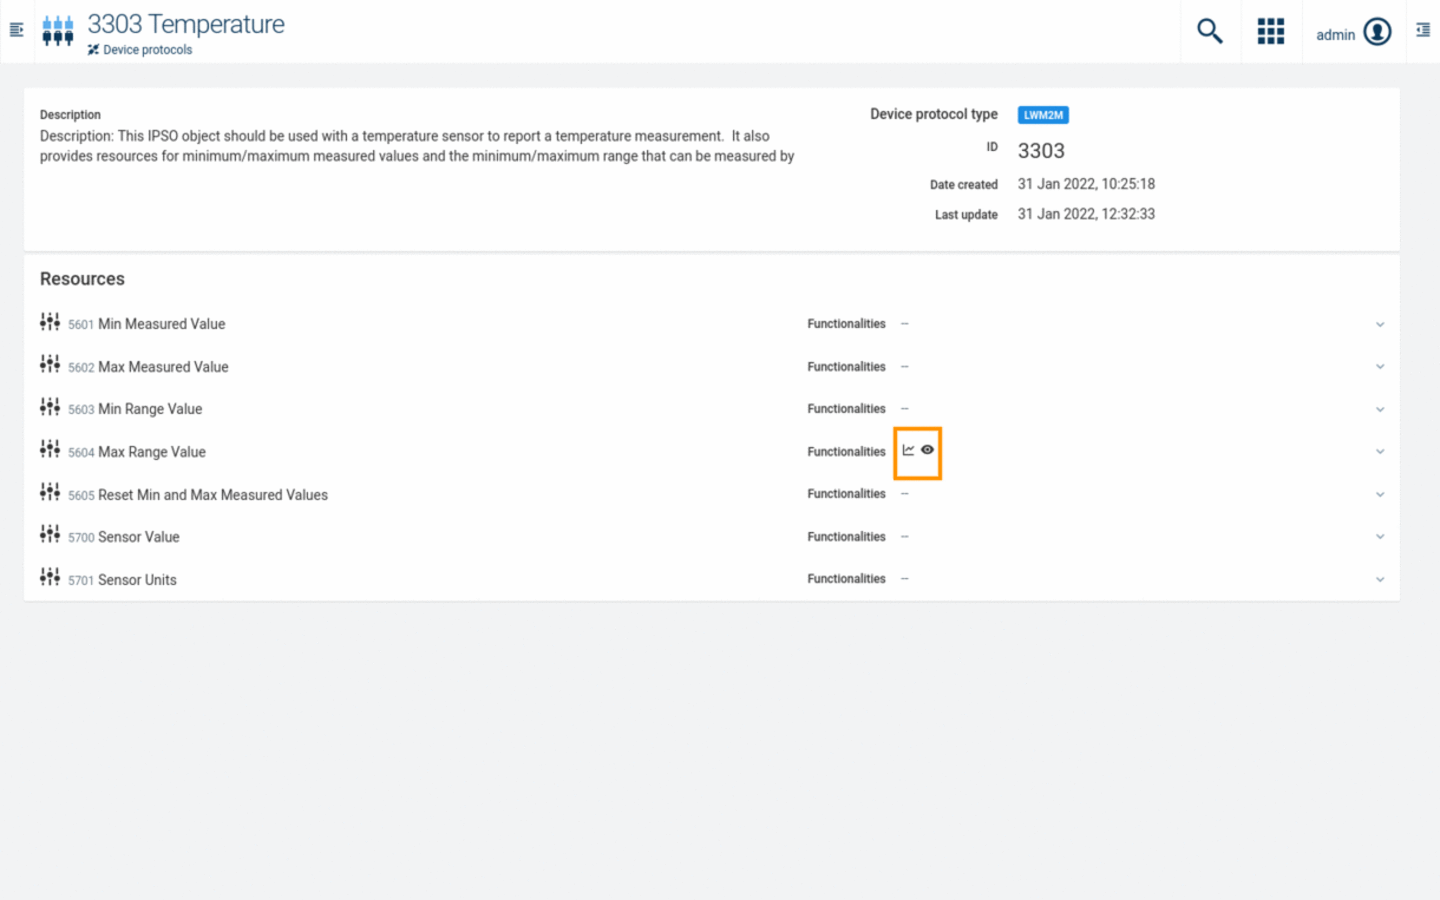 3303 Temperature
Device protocols
admin
Description
Description: This IPSO object should be used with a temperature sensor to report a temperature measurement.  It also
provides resources for minimum/maximum measured values and the minimum/maximum range that can be measured by
Device protocol type LWM2M
ID 3303
Date created 31 Jan 2022, 10:25:18
Last update 31 Jan 2022, 12:32:33
Resources
5601 Min Measured Value Functionalities --
5602 Max Measured Value Functionalities --
5603 Min Range Value Functionalities --
5604 Max Range Value Functionalities
5605 Reset Min and Max Measured Values Functionalities --
5700 Sensor Value Functionalities --
5701 Sensor Units Functionalities --